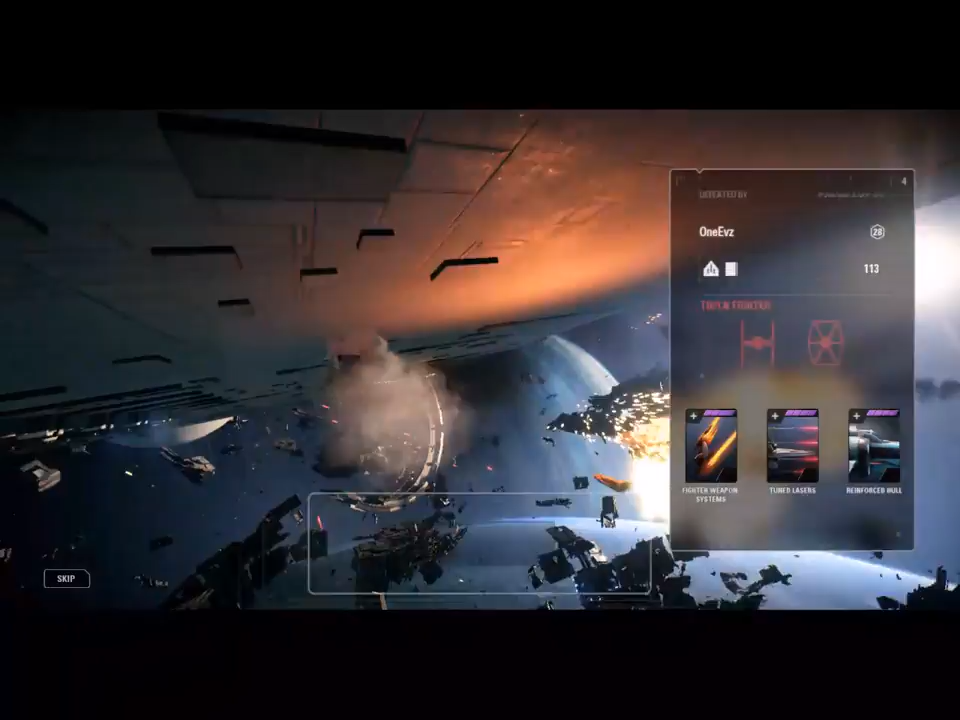 4
DEFEATED BY
OneEvz
28
113
TIE/LN FIGHTER
FIGHTER WEAPON
SYSTEMS
TUNED LASERS
REINFORCED HULL
SKIP